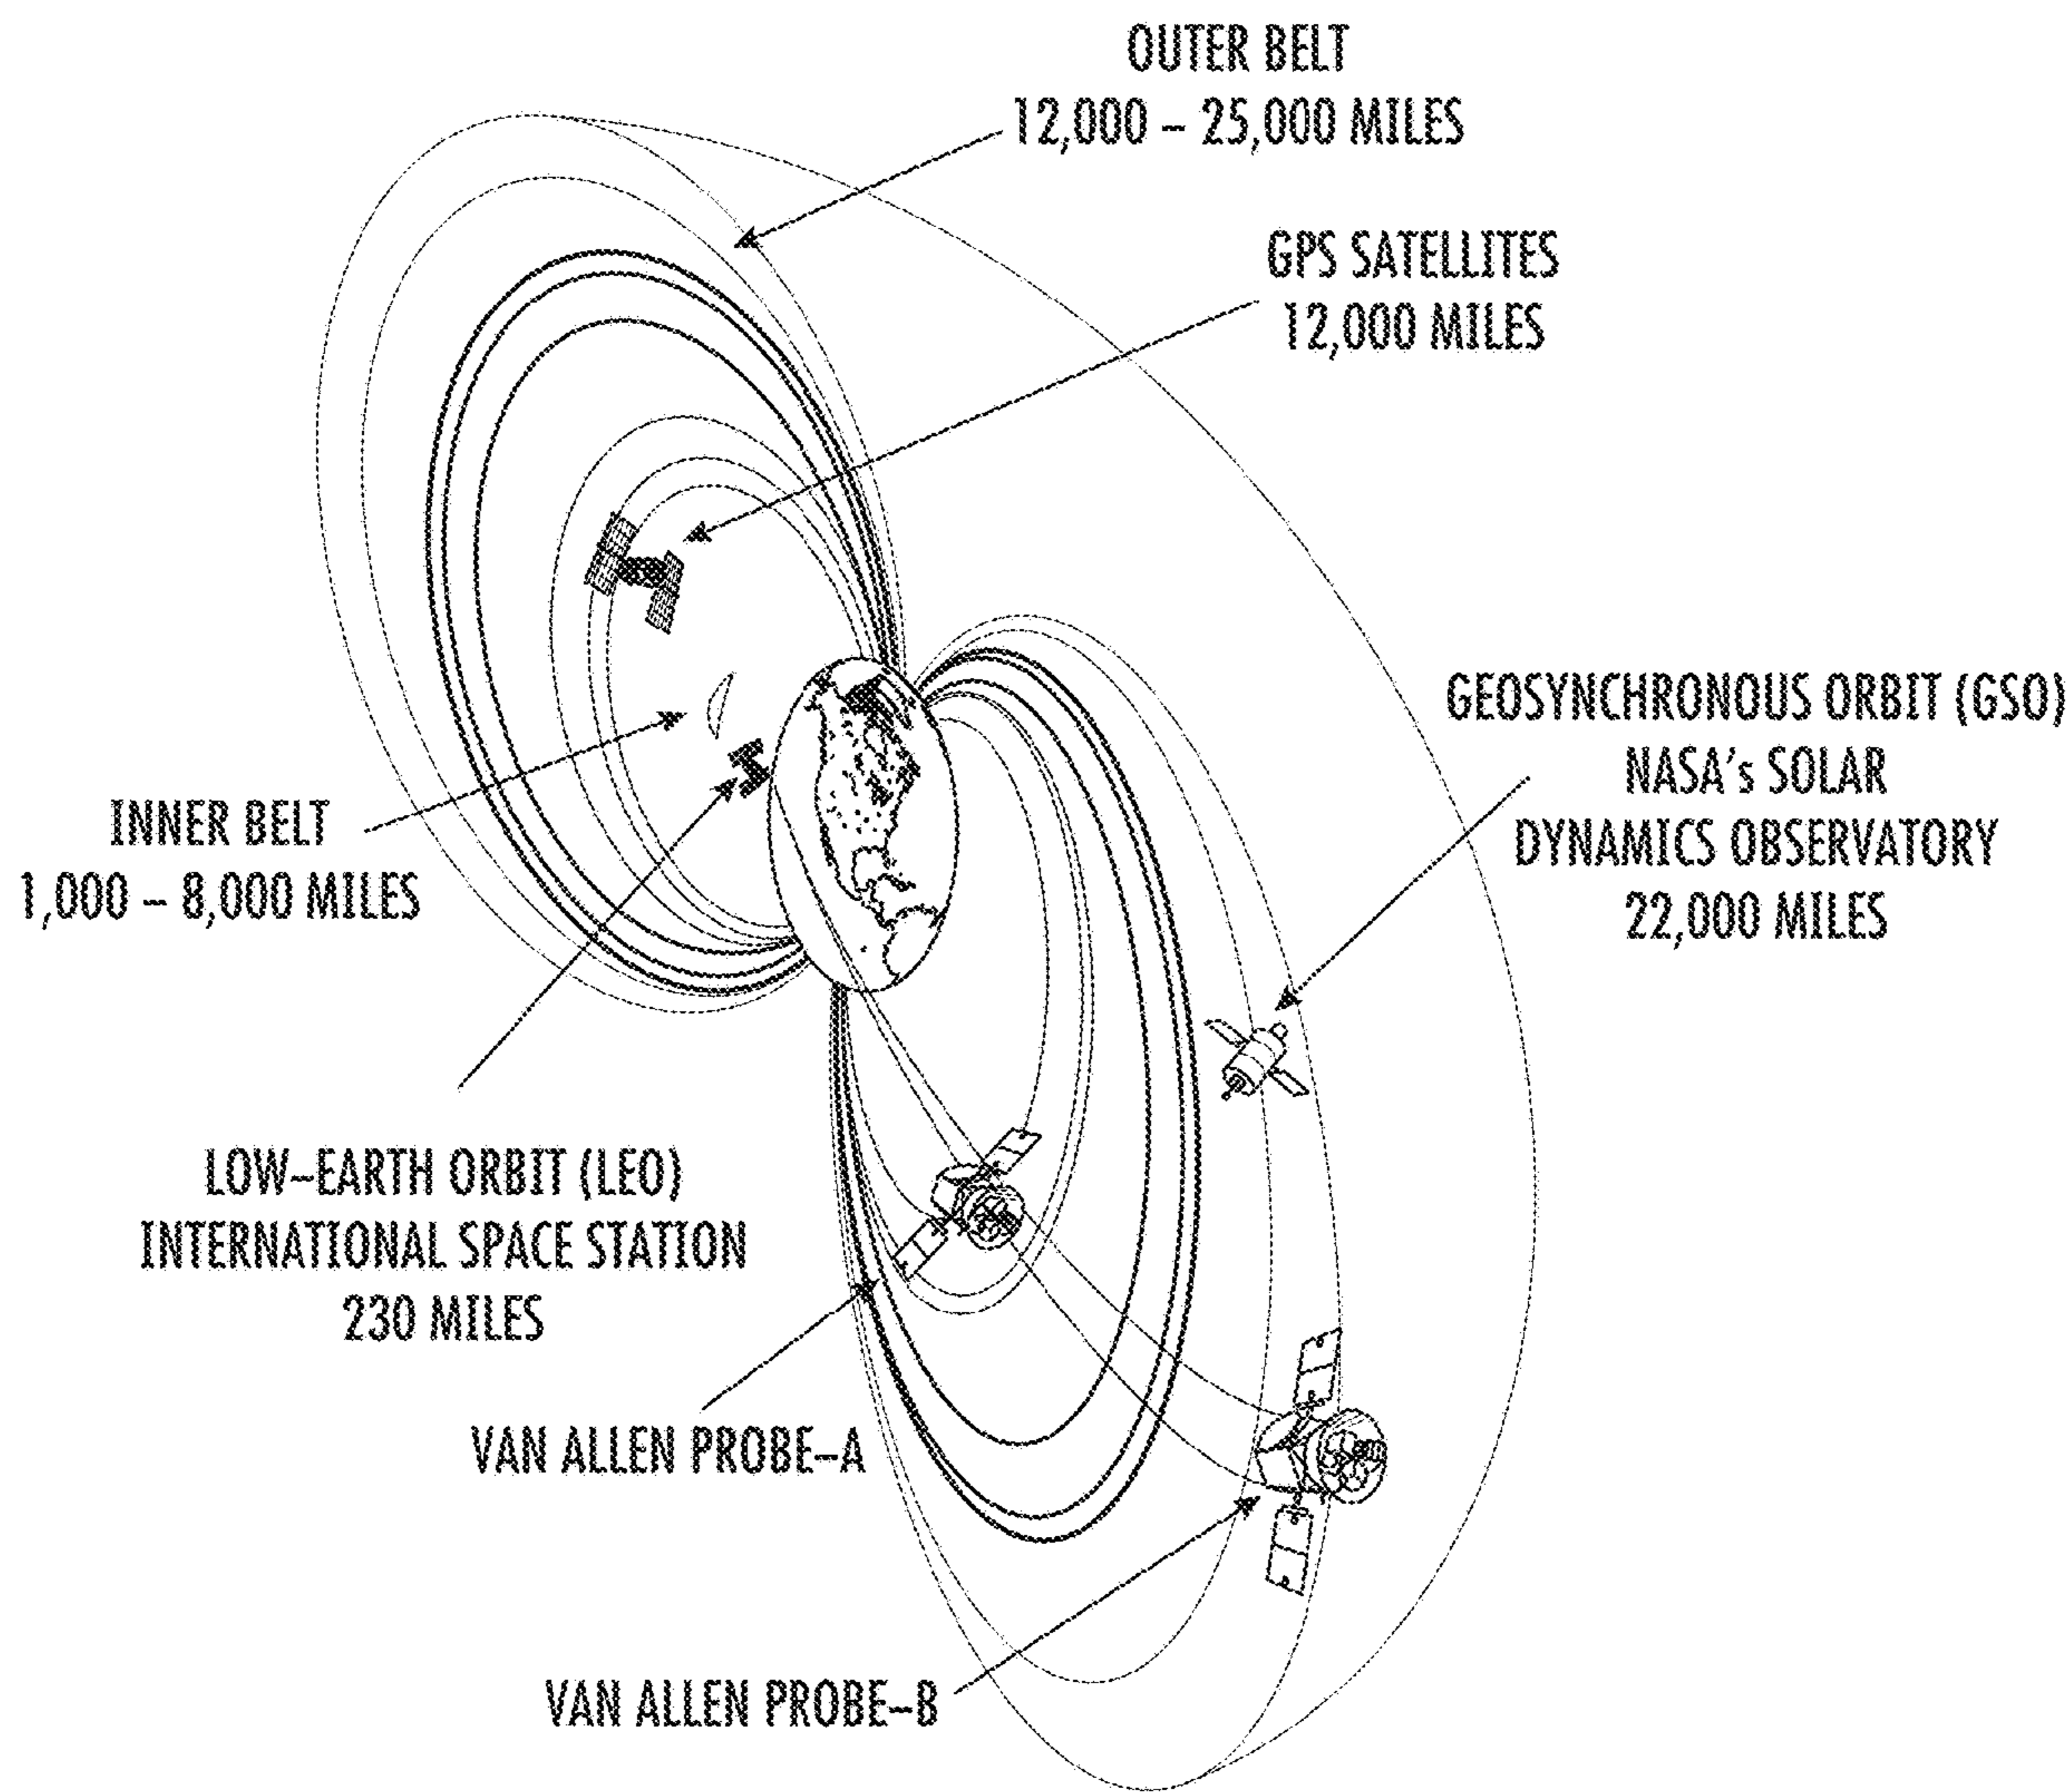 OUTER BELT
12,000 – 25,000 MILES
GPS SATELLITES
12,000 MILES
GEOSYNCHRONOUS ORBIT (GSO)
NASA's SOLAR
DYNAMICS OBSERVATORY
22,000 MILES
INNER BELT
1,000 – 8,000 MILES
LOW–EARTH ORBIT (LEO)
INTERNATIONAL SPACE STATION
230 MILES
VAN ALLEN PROBE–A
VAN ALLEN PROBE–B